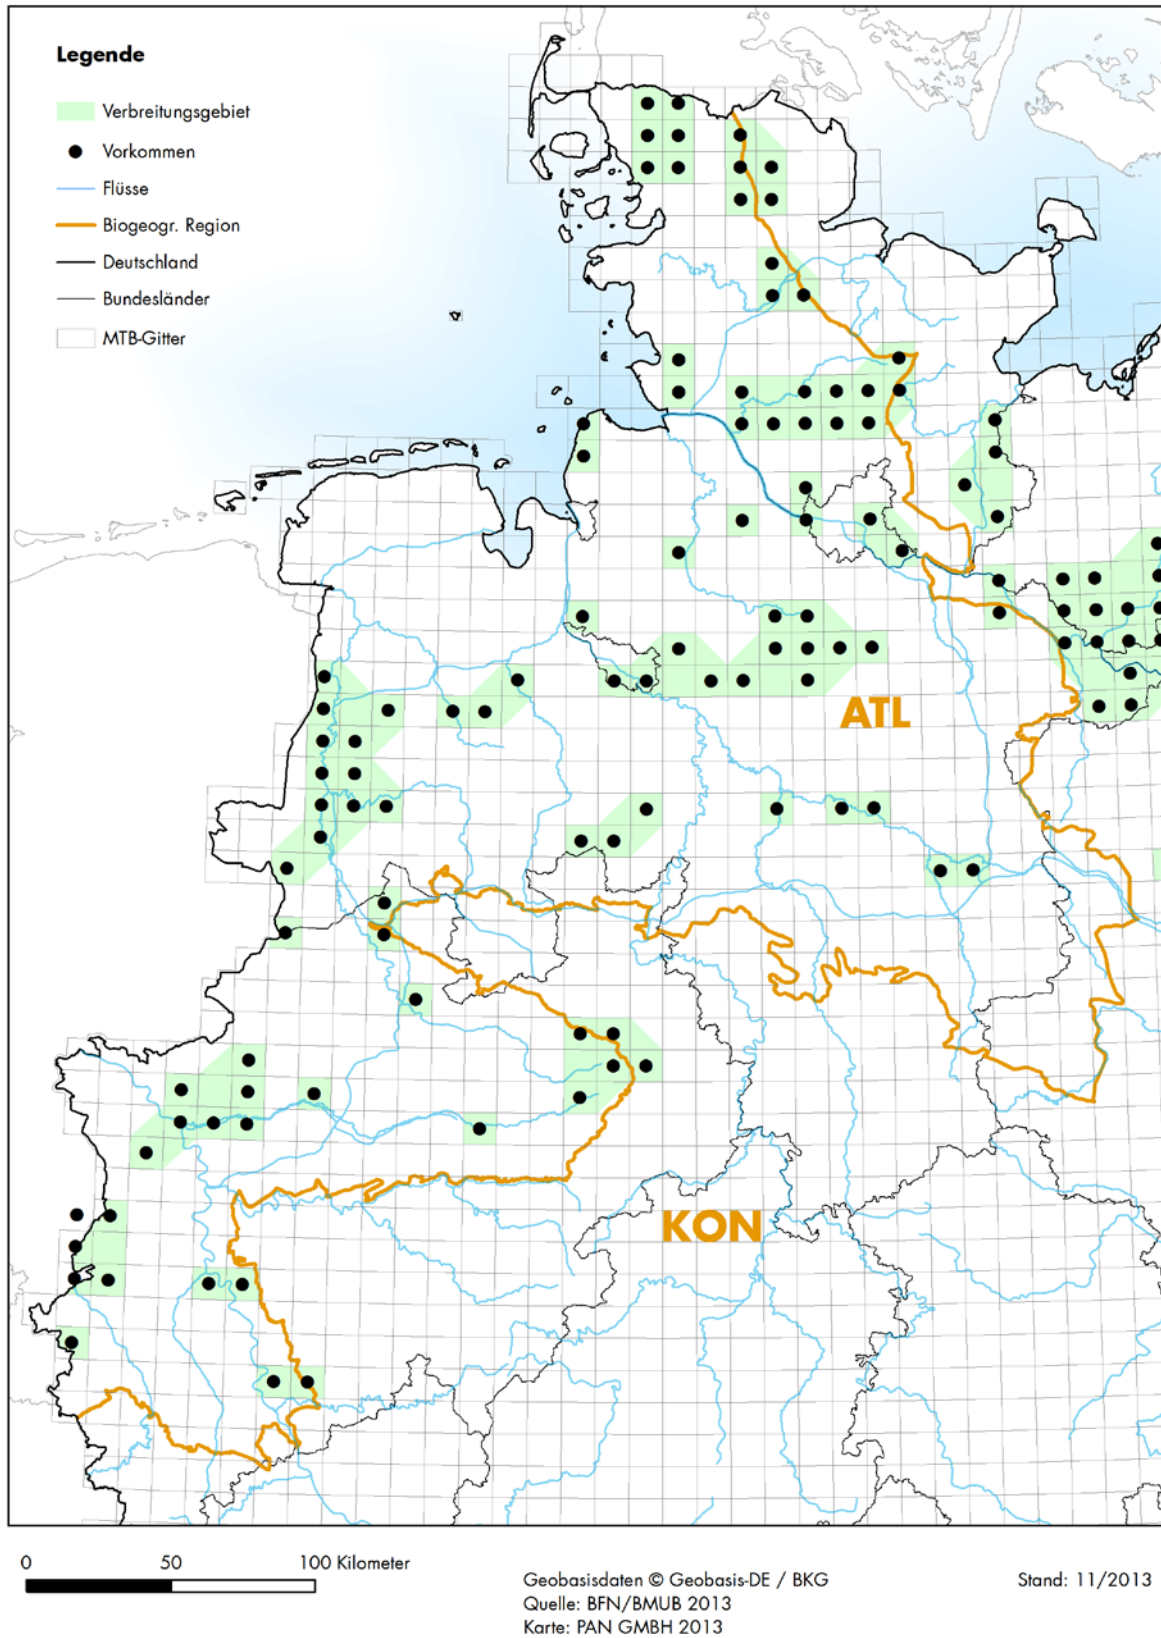 Legende
Verbreitungsgebiet
Vorkommen
Flüsse
Biogeogr. Region
Deutschland
Bundesländer
MTB-Gitter
ATL
KON
0 50 100 Kilometer
Geobasisdaten © Geobasis-DE / BKG
Quelle: BFN/BMUB 2013
Karte: PAN GMBH 2013
Stand: 11/2013